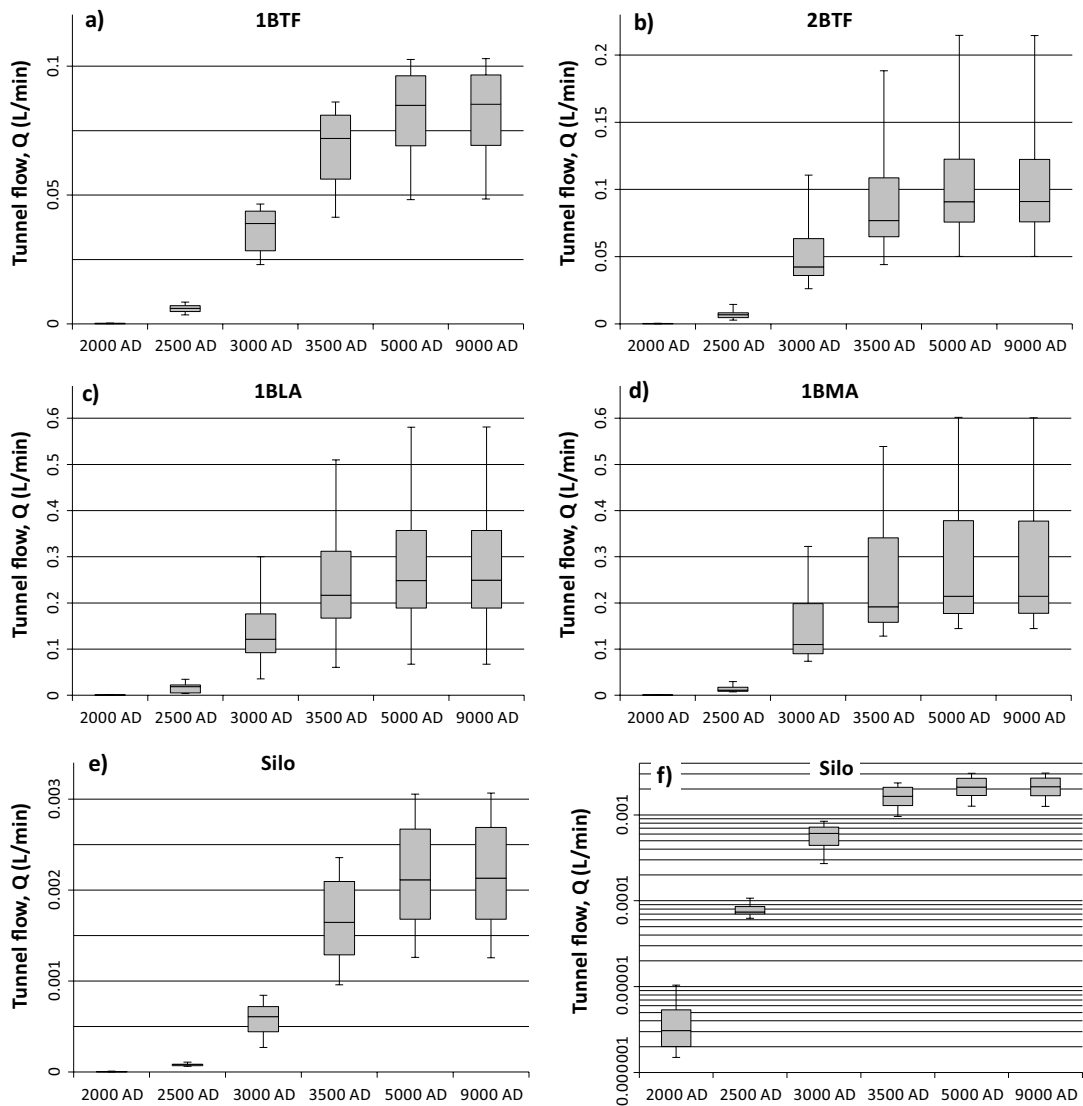 a) 1BTF
Tunnel flow, Q (L/min)
0.1
0.05
0
2000 AD 2500 AD 3000 AD 3500 AD 5000 AD 9000 AD
b) 2BTF
Tunnel flow, Q (L/min)
0.2
0.15
0.1
0.05
0
2000 AD 2500 AD 3000 AD 3500 AD 5000 AD 9000 AD
c) 1BLA
Tunnel flow, Q (L/min)
0.6
0.5
0.4
0.3
0.2
0.1
0
2000 AD 2500 AD 3000 AD 3500 AD 5000 AD 9000 AD
d) 1BMA
Tunnel flow, Q (L/min)
0.6
0.5
0.4
0.3
0.2
0.1
0
2000 AD 2500 AD 3000 AD 3500 AD 5000 AD 9000 AD
e) Silo
Tunnel flow, Q (L/min)
0.003
0.002
0.001
0
2000 AD 2500 AD 3000 AD 3500 AD 5000 AD 9000 AD
f) Silo
Tunnel flow, Q (L/min)
0.001
0.0001
0.00001
0.000001
2000 AD 2500 AD 3000 AD 3500 AD 5000 AD 9000 AD